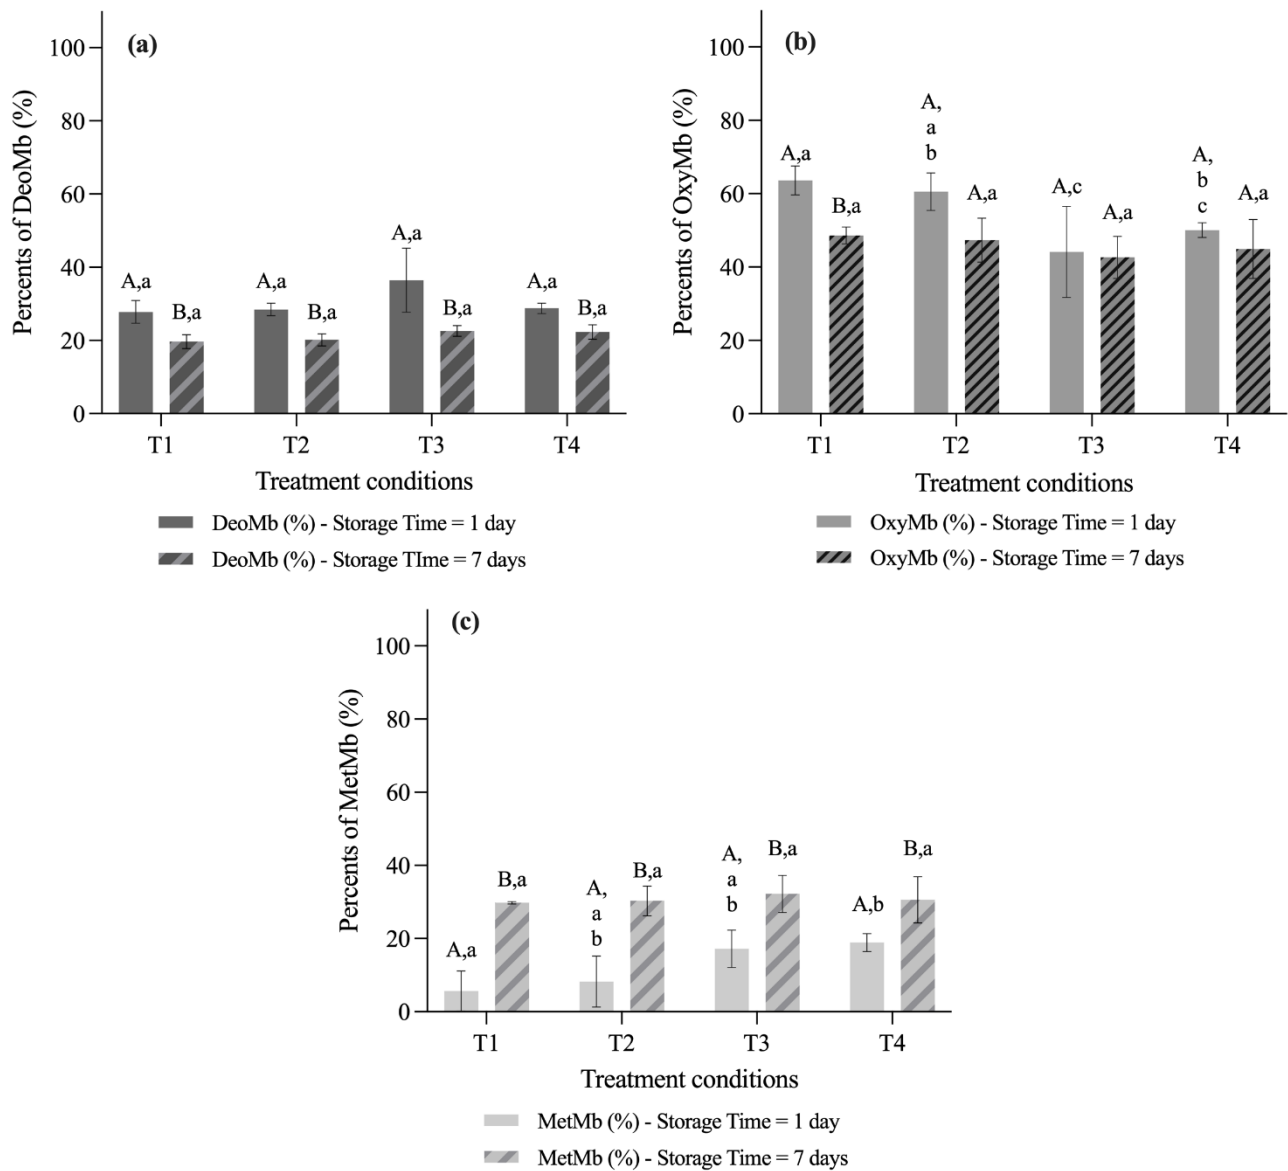 (a)
Percents of DeoMb (%)
100
80
60
40
20
0
A,a
B,a
A,a
B,a
A,a
B,a
A,a
B,a
T1
T2
T3
T4
Treatment conditions
DeoMb (%) - Storage Time = 1 day
DeoMb (%) - Storage TIme = 7 days
(b)
Percents of OxyMb (%)
100
80
60
40
20
0
A,a
B,a
A,
a
b
A,a
A,c
A,a
A,
b
c
A,a
T1
T2
T3
T4
Treatment conditions
OxyMb (%) - Storage Time = 1 day
OxyMb (%) - Storage Time = 7 days
(c)
Percents of MetMb (%)
100
80
60
40
20
0
A,a
B,a
A,
a
b
B,a
A,
a
b
B,a
A,b
B,a
T1
T2
T3
T4
Treatment conditions
MetMb (%) - Storage Time = 1 day
MetMb (%) - Storage Time = 7 days